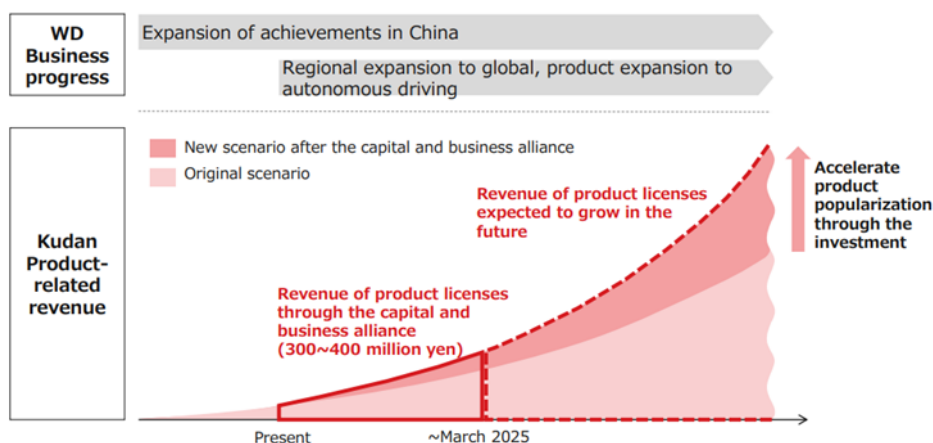 WD
Business
progress
Expansion of achievements in China
Regional expansion to global, product expansion to
autonomous driving
Kudan
Product-
related
revenue
New scenario after the capital and business alliance
Original scenario
Revenue of product licenses
expected to grow in the
future
Accelerate
product
popularization
through the
investment
Revenue of product licenses
through the capital and
business alliance
(300~400 million yen)
Present
~March 2025